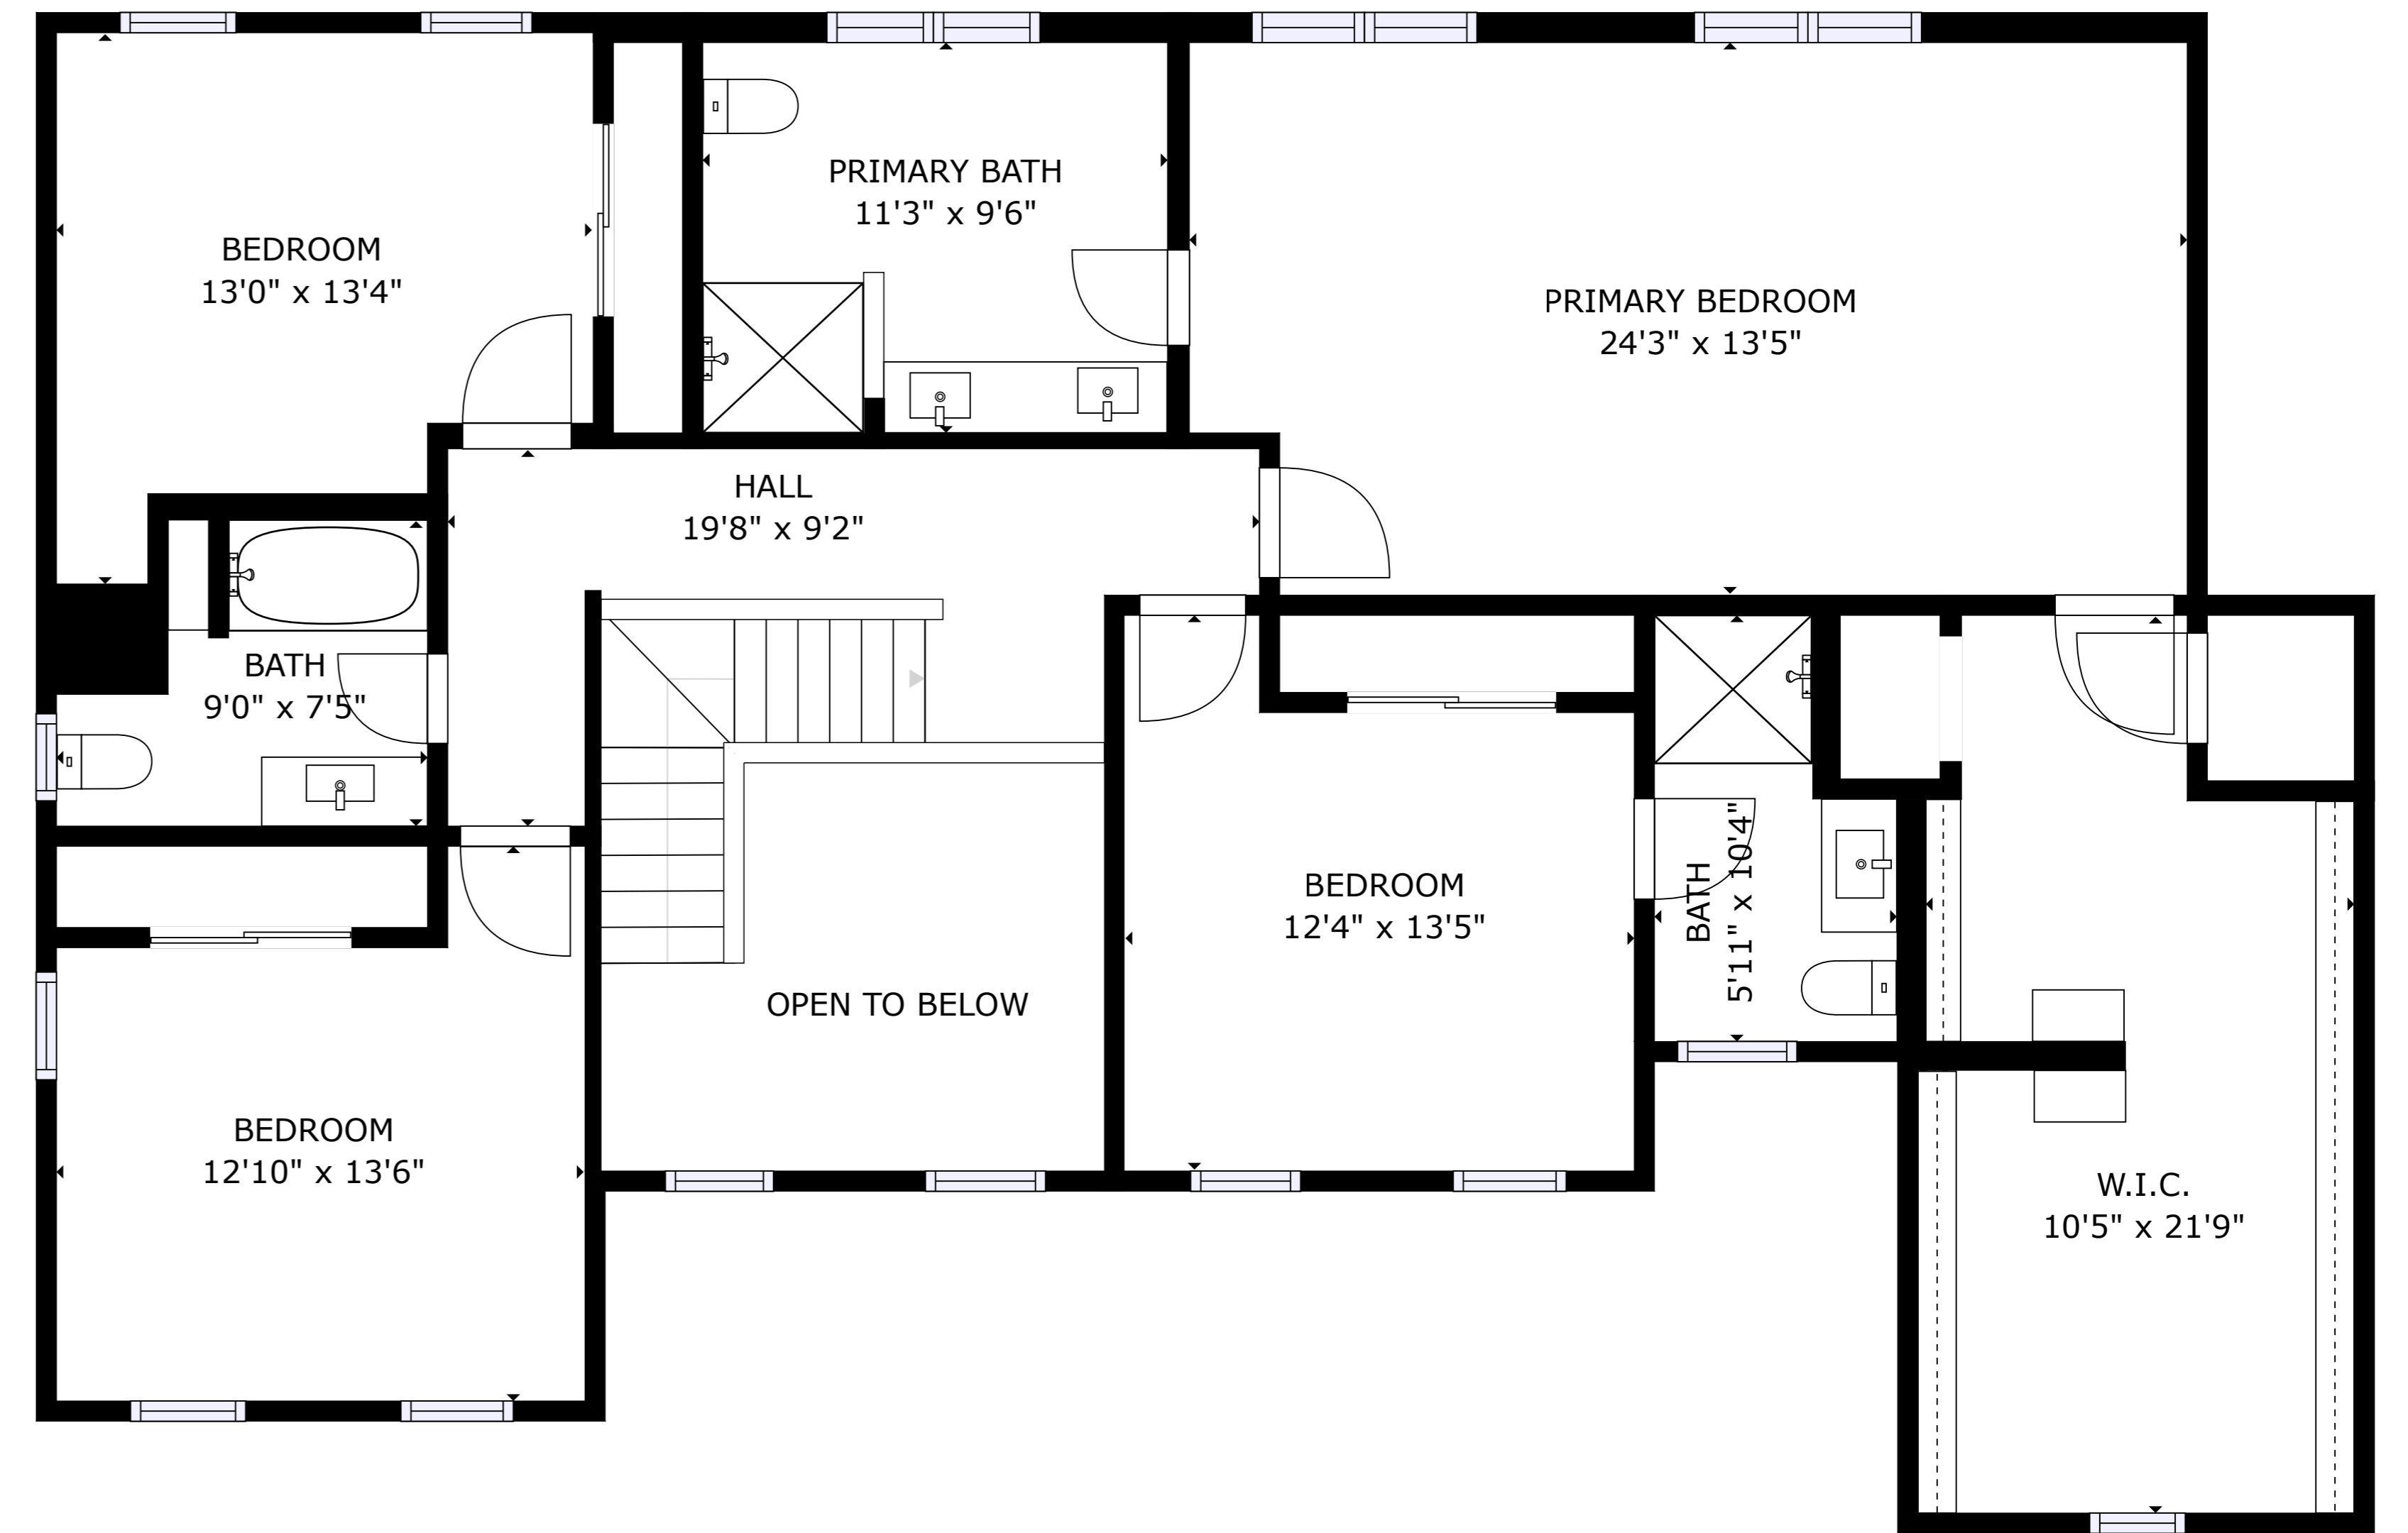 PRIMARY BATH
11'3" x 9'6"
BEDROOM
13'0" x 13'4"
PRIMARY BEDROOM
24'3" x 13'5"
HALL
19'8" x 9'2"
BATH
9'0" x 7'5"
BEDROOM
12'4" x 13'5"
BATH
5'11" x 10'4"
OPEN TO BELOW
BEDROOM
12'10" x 13'6"
W.I.C.
10'5" x 21'9"